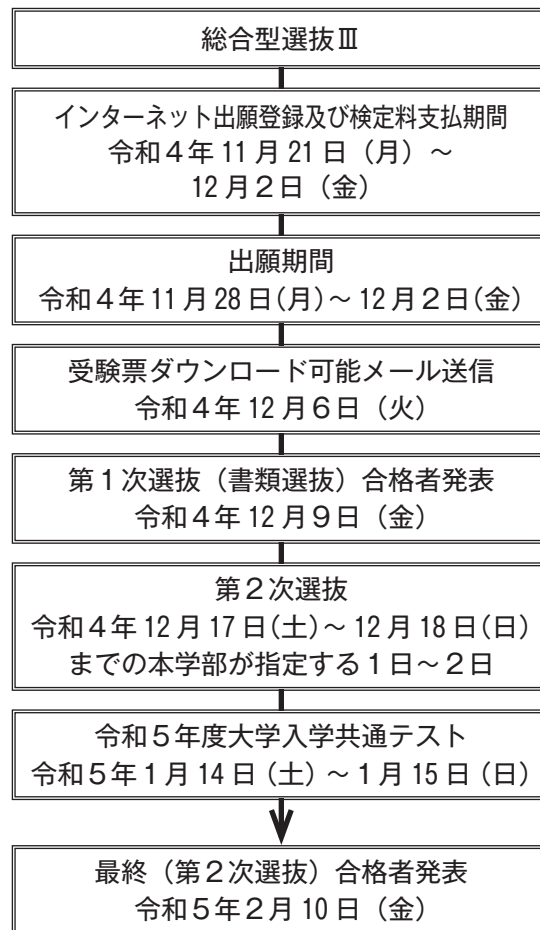 総合型選抜Ⅲ
インターネット出願登録及び検定料支払期間
令和４年 11 月 21 日（月）～
12 月２日（金）
出願期間
令和４年 11 月 28 日(月)～ 12 月２日(金)
受験票ダウンロード可能メール送信
令和４年 12 月６日（火）
第１次選抜（書類選抜）合格者発表
令和４年 12 月９日（金）
第２次選抜
令和４年 12 月 17 日(土)～ 12 月 18 日(日)
までの本学部が指定する１日～２日
令和５年度大学入学共通テスト
令和５年１月 14 日（土）～１月 15 日（日）
最終（第２次選抜）合格者発表
令和５年２月 10 日（金）